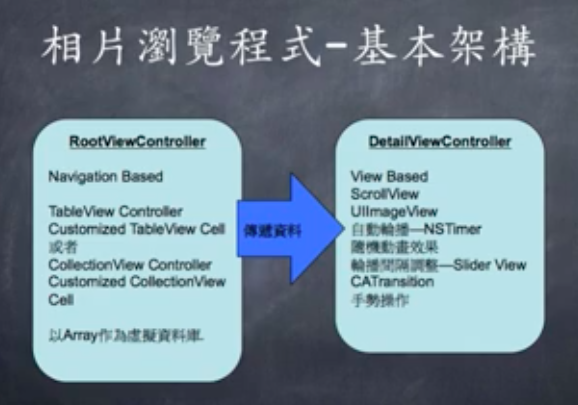 相片瀏覽程式-基本架構
RootViewController
Navigation Based
TableView Controller
Customized TableView Cell
或者
CollectionView Controller
Customized CollectionView
Cell
以Array作為虛擬資料庫.
傳遞資料
DetailViewController
View Based
ScrollView
UIImageView
自動輪播—NSTimer
隨機動畫效果
輪播間隔調整—Slider View
CATransition
手勢操作